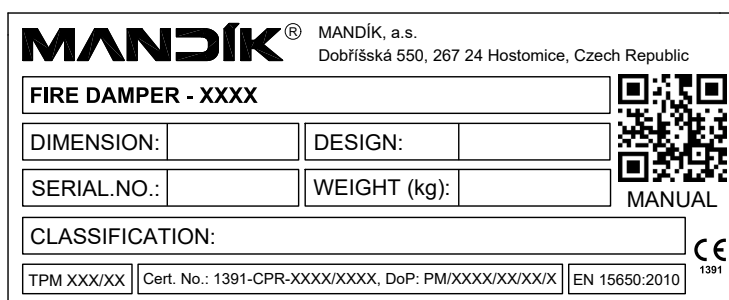 MANDÍK®
MANDÍK, a.s.
Dobříšská 550, 267 24 Hostomice, Czech Republic
FIRE DAMPER - XXXX
DIMENSION:
DESIGN:
SERIAL.NO.:
WEIGHT (kg):
MANUAL
CLASSIFICATION:
CE
1391
TPM XXX/XX
Cert. No.: 1391-CPR-XXXX/XXXX, DoP: PM/XXXX/XX/XX/X
EN 15650:2010